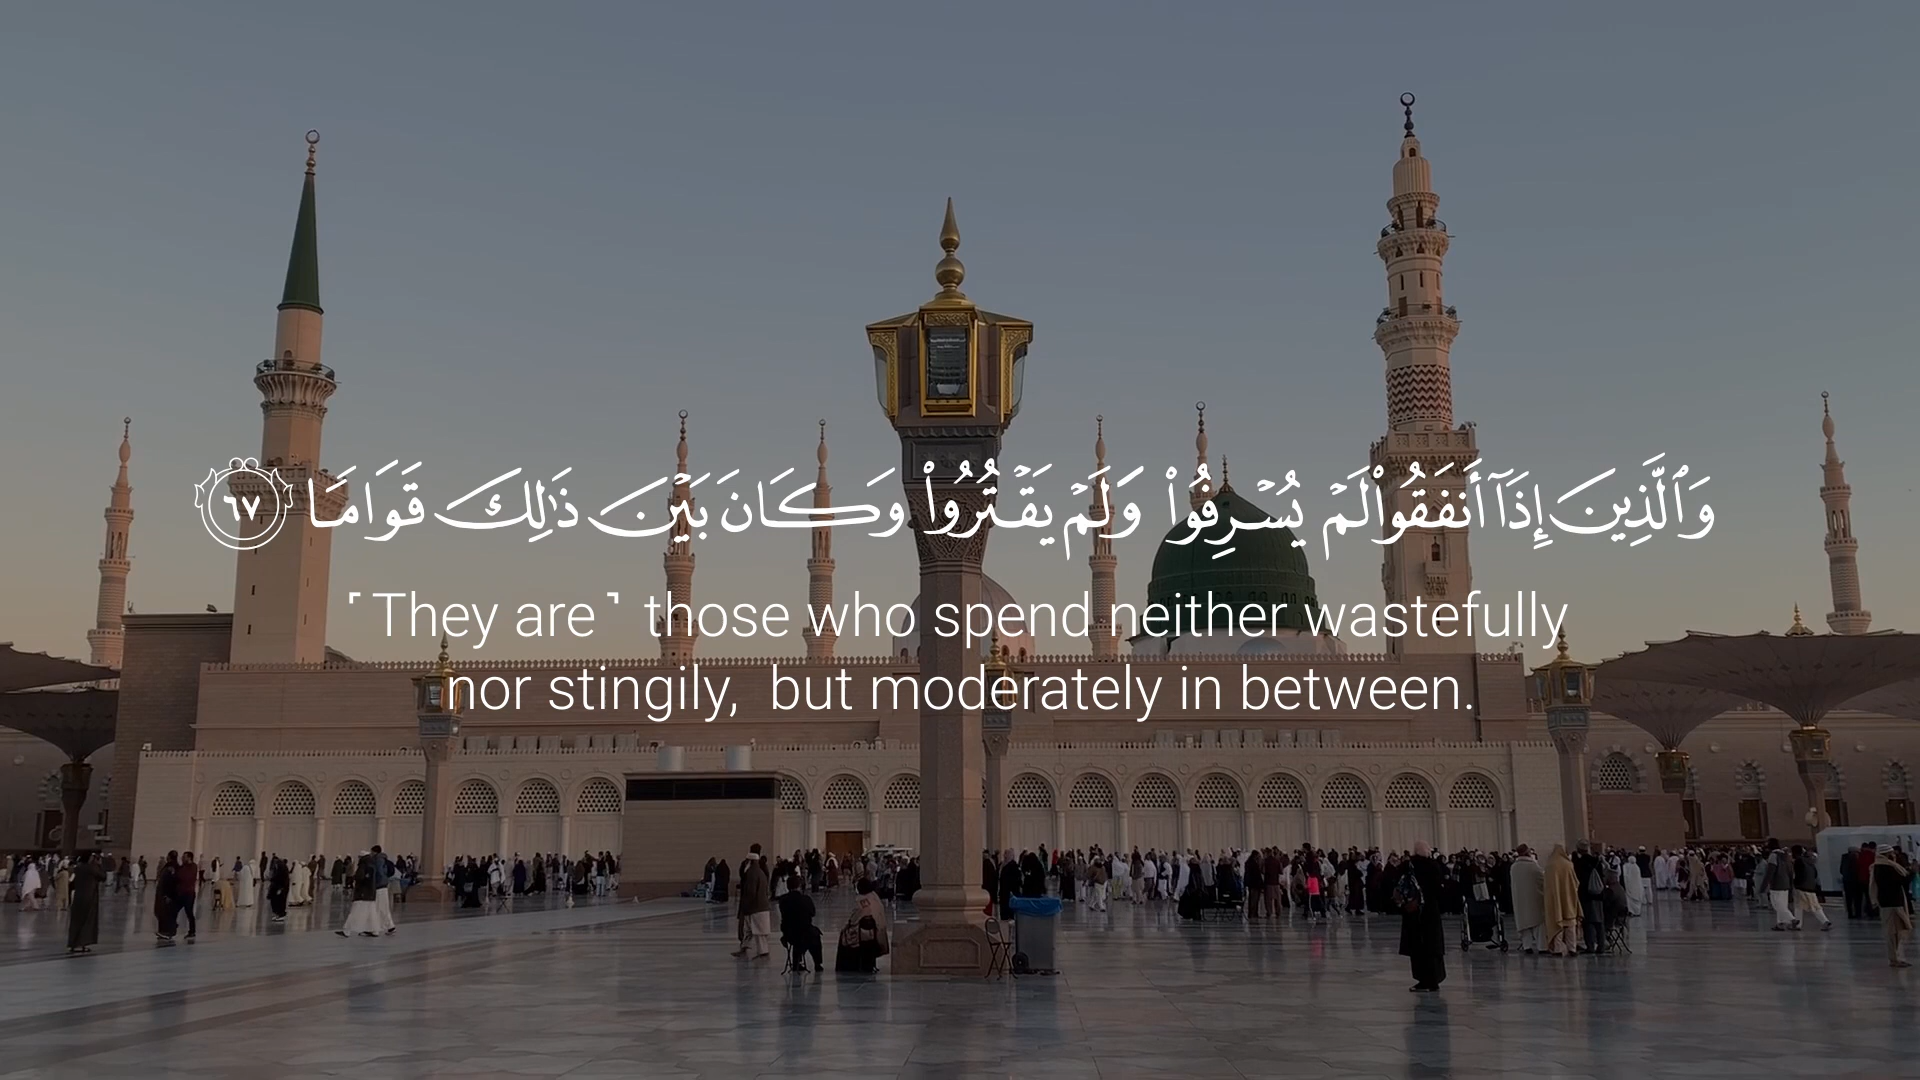 وَٱلَّذِينَ إِذَآ أَنفَقُوا۟ لَمْ يُسْرِفُوا۟ وَلَمْ يَقْتُرُوا۟ وَكَانَ بَيْنَ ذَٰلِكَ قَوَامًا ٦٧
˹They are˺ those who spend neither wastefully
nor stingily, but moderately in between.